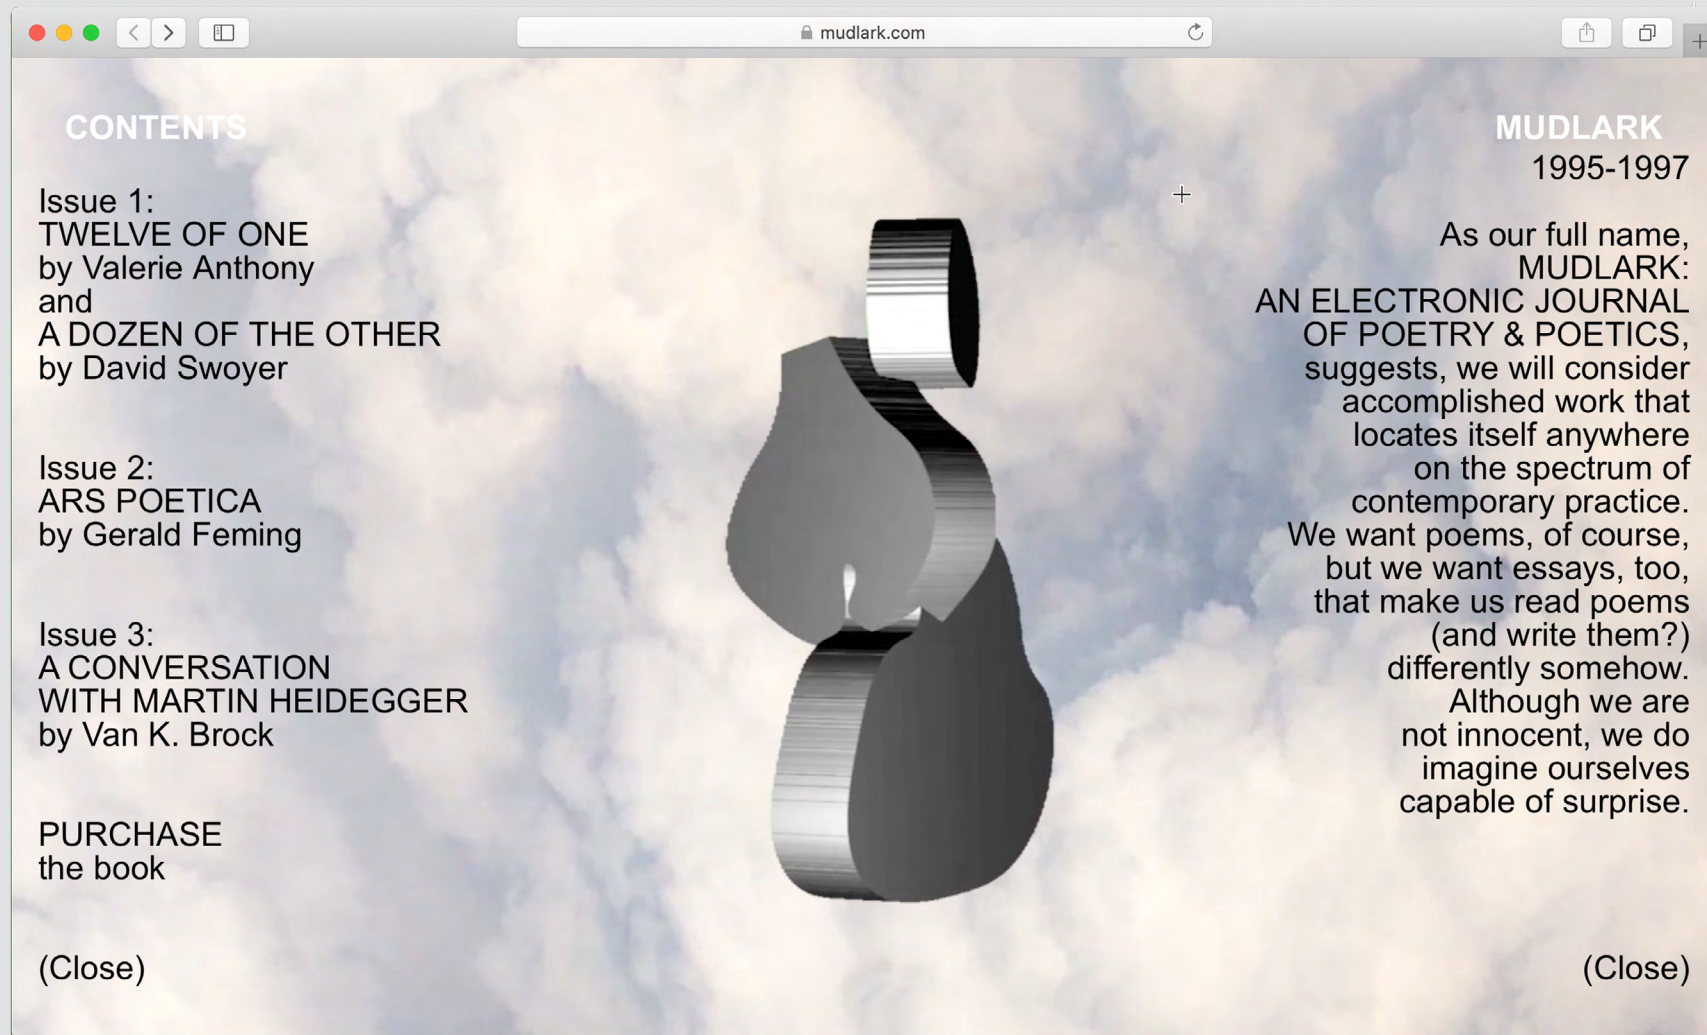 mudlark.com
CONTENTS
Issue 1:
TWELVE OF ONE
by Valerie Anthony
and
A DOZEN OF THE OTHER
by David Swoyer
Issue 2:
ARS POETICA
by Gerald Feming
Issue 3:
A CONVERSATION
WITH MARTIN HEIDEGGER
by Van K. Brock
PURCHASE
the book
(Close)
MUDLARK
1995-1997
As our full name,
MUDLARK:
AN ELECTRONIC JOURNAL
OF POETRY & POETICS,
suggests, we will consider
accomplished work that
locates itself anywhere
on the spectrum of
contemporary practice.
We want poems, of course,
but we want essays, too,
that make us read poems
(and write them?)
differently somehow.
Although we are
not innocent, we do
imagine ourselves
capable of surprise.
(Close)